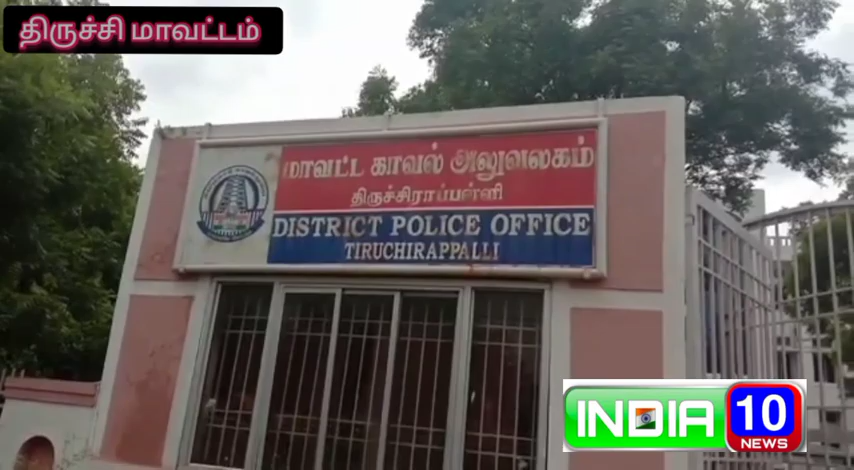 திருச்சி மாவட்டம்
மாவட்ட காவல் அலுவலகம்
திருச்சிராப்பள்ளி
DISTRICT POLICE OFFICE
TIRUCHIRAPPALLI
INDIA 10
NEWS